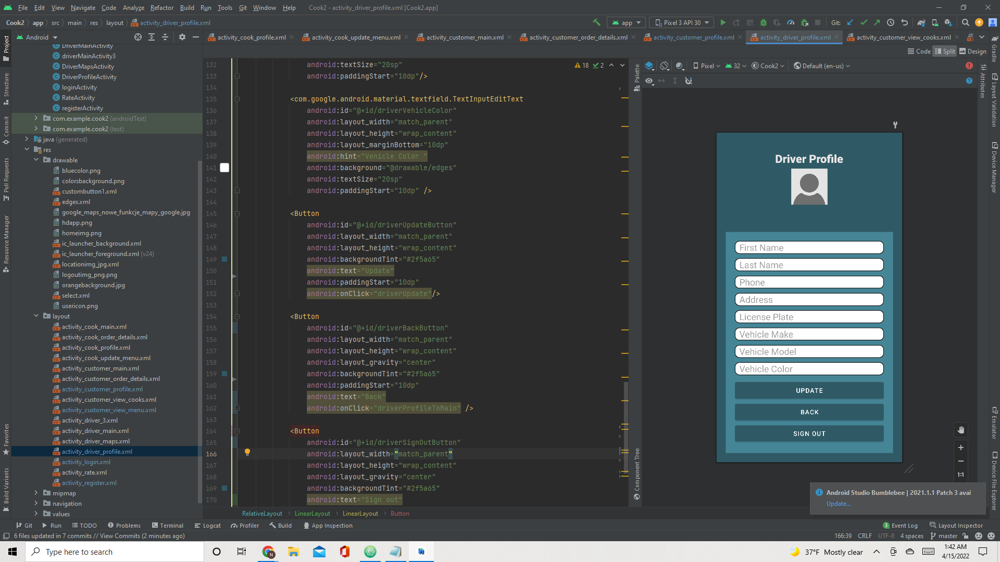 File Edit View Navigate Code Analyze Refactor Build Run Tools Git Window Help Cook2 - activity_driver_profile.xml [Cook2.app]
Cook2 app src main res layout activity_driver_profile.xml app Pixel 3 API 30 Git:
Android activity_cook_profile.xml activity_cook_update_menu.xml activity_customer_main.xml activity_customer_order_details.xml activity_customer_profile.xml activity_driver_profile.xml activity_customer_view_cooks.xml
Code Split Design
Project
Structure
Commit
Pull Requests
Resource Manager
Favorites
Build Variants
DriverMainActivity
driverMainActivity3
DriverMapsActivity
DriverProfileActivity
loginActivity
RateActivity
registerActivity
com.example.cook2 (androidTest)
com.example.cook2 (test)
java (generated)
res
drawable
bluecolor.png
colorsbackground.png
custombutton1.xml
edges.xml
google_maps_nowe_funkcje_mapy_google.jpg
hdapp.png
homeimg.png
ic_launcher_background.xml
ic_launcher_foreground.xml (v24)
locationimg_jpg.xml
logoutimg_png.png
orangebackground.jpg
select.xml
usericon.png
layout
activity_cook_main.xml
activity_cook_order_details.xml
activity_cook_profile.xml
activity_cook_update_menu.xml
activity_customer_main.xml
activity_customer_order_details.xml
activity_customer_profile.xml
activity_customer_view_cooks.xml
activity_customer_view_menu.xml
activity_driver_3.xml
activity_driver_main.xml
activity_driver_maps.xml
activity_driver_profile.xml
activity_login.xml
activity_rate.xml
activity_register.xml
mipmap
navigation
values
18 2
132 android:textSize="20sp"
133 android:paddingStart="10dp"/>
134
135 <com.google.android.material.textfield.TextInputEditText
136 android:id="@+id/driverVehicleColor"
137 android:layout_width="match_parent"
138 android:layout_height="wrap_content"
139 android:layout_marginBottom="10dp"
140 android:hint="Vehicle Color "
141 android:background="@drawable/edges"
142 android:textSize="20sp"
143 android:paddingStart="10dp" />
144
145 <Button
146 android:id="@+id/driverUpdateButton"
147 android:layout_width="match_parent"
148 android:layout_height="wrap_content"
149 android:backgroundTint="#2f5a65"
150 android:text="Update"
151 android:paddingStart="10dp"
152 android:onClick="driverUpdate"/>
153
154 <Button
155 android:id="@+id/driverBackButton"
156 android:layout_width="match_parent"
157 android:layout_height="wrap_content"
158 android:layout_gravity="center"
159 android:backgroundTint="#2f5a65"
160 android:paddingStart="10dp"
161 android:text="Back"
162 android:onClick="driverProfileToMain" />
163
164 <Button
165 android:id="@+id/driverSignOutButton"
166 android:layout_width="match_parent"
167 android:layout_height="wrap_content"
168 android:layout_gravity="center"
169 android:backgroundTint="#2f5a65"
170 android:text="Sign out"
RelativeLayout LinearLayout LinearLayout Button
Palette
Component Tree
Pixel 32 Cook2 Default (en-us)
Driver Profile
First Name
Last Name
Phone
Address
License Plate
Vehicle Make
Vehicle Model
Vehicle Color
UPDATE
BACK
SIGN OUT
1:1
Gradle
Attributes
Layout Validation
Device Manager
Emulator
Device File Explorer
Android Studio Bumblebee | 2021.1.1 Patch 3 avai
Update...
Git Run TODO Problems Terminal Logcat Profiler Build App Inspection 3 Event Log Layout Inspector
6 files updated in 7 commits // View Commits (2 minutes ago) 166:39 CRLF UTF-8 4 spaces master
Type here to search
N
37°F Mostly clear
1:42 AM
4/15/2022